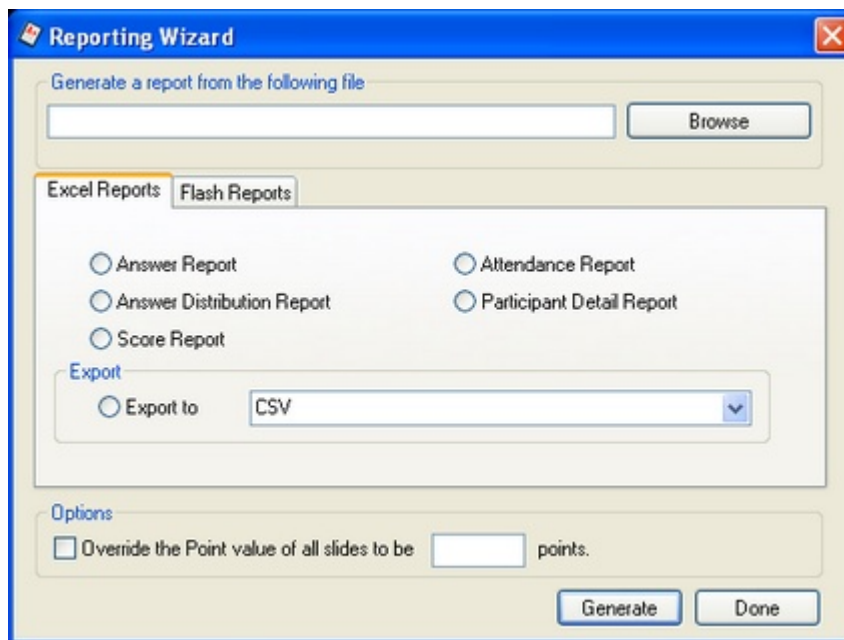 Reporting Wizard
Generate a report from the following file
Browse
Excel Reports Flash Reports
Answer Report Attendance Report
Answer Distribution Report Participant Detail Report
Score Report
Export
Export to CSV
Options
Override the Point value of all slides to be points.
Generate Done